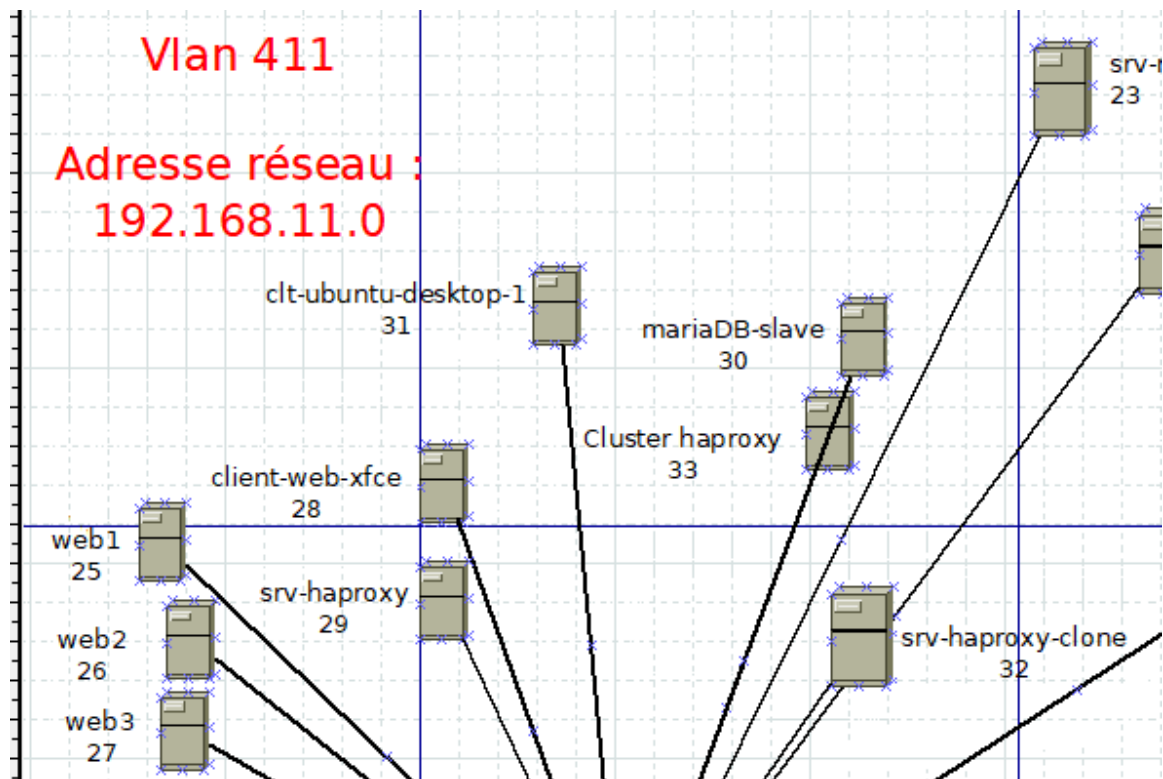 Vlan 411
Adresse réseau :
192.168.11.0
23
clt-ubuntu-desktop-1
31
mariaDB-slave
30
Cluster haproxy
33
client-web-xfce
28
web1
25
srv-haproxy
29
web2
26
srv-haproxy-clone
32
web3
27